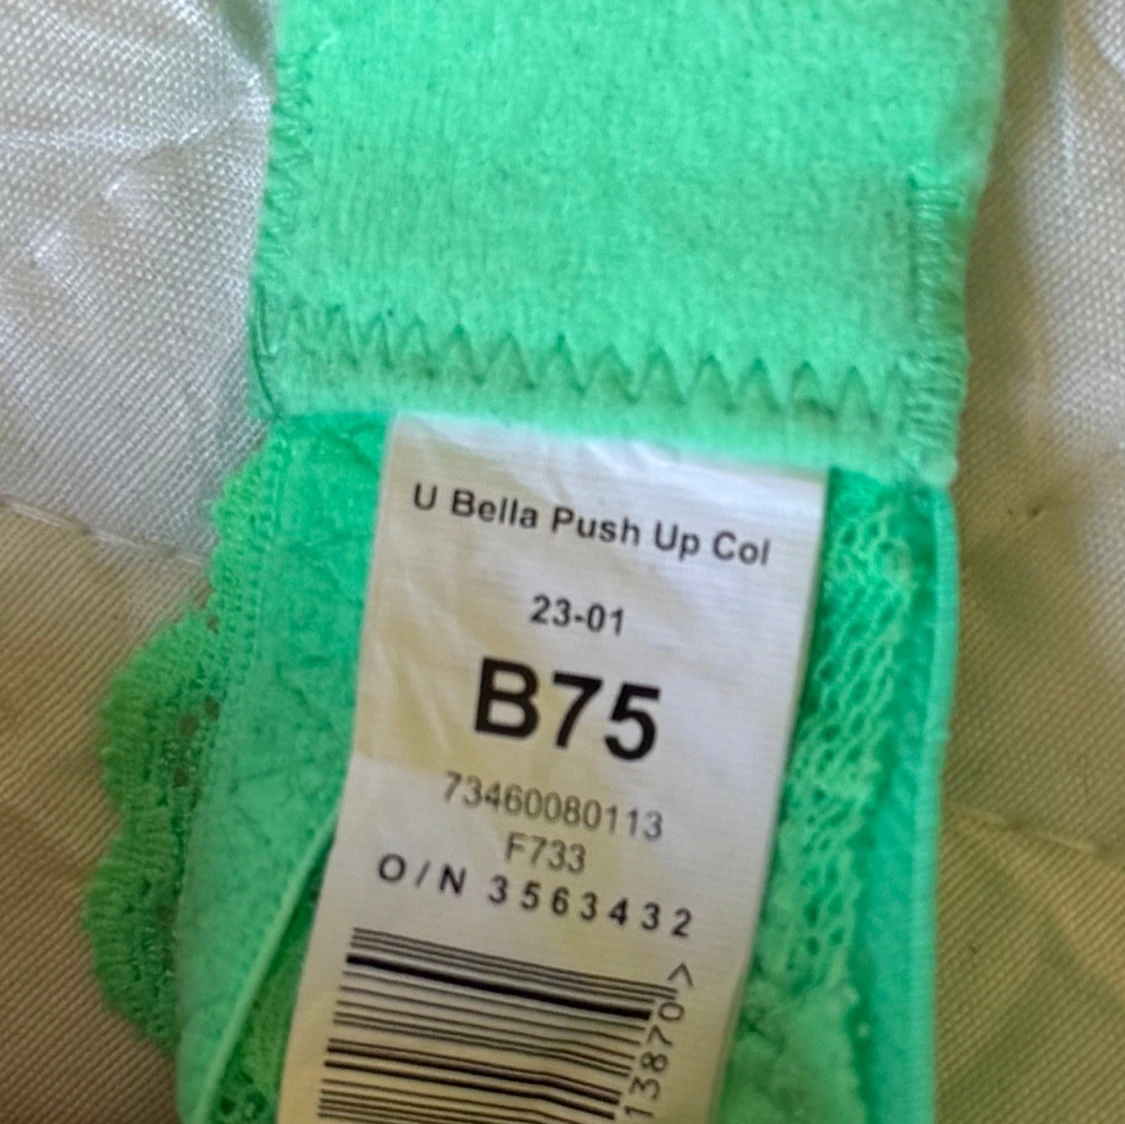 U Bella Push Up Col
23-01
B75
73460080113
F733
O/N 3563432
13870">